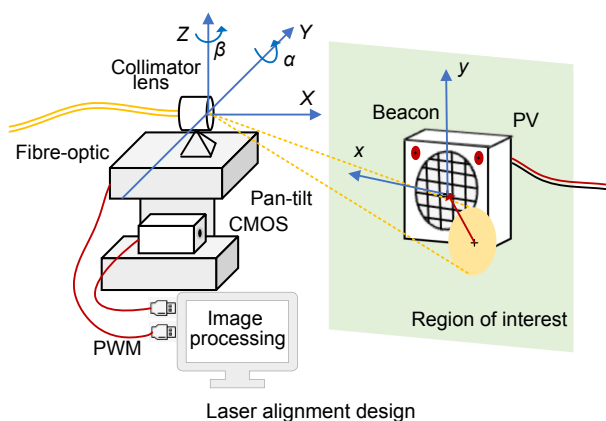 Z
β
Y
α
Collimator
lens
X
Fibre-optic
Pan-tilt
CMOS
PWM
Image
processing
y
Beacon
PV
x
Region of interest
Laser alignment design